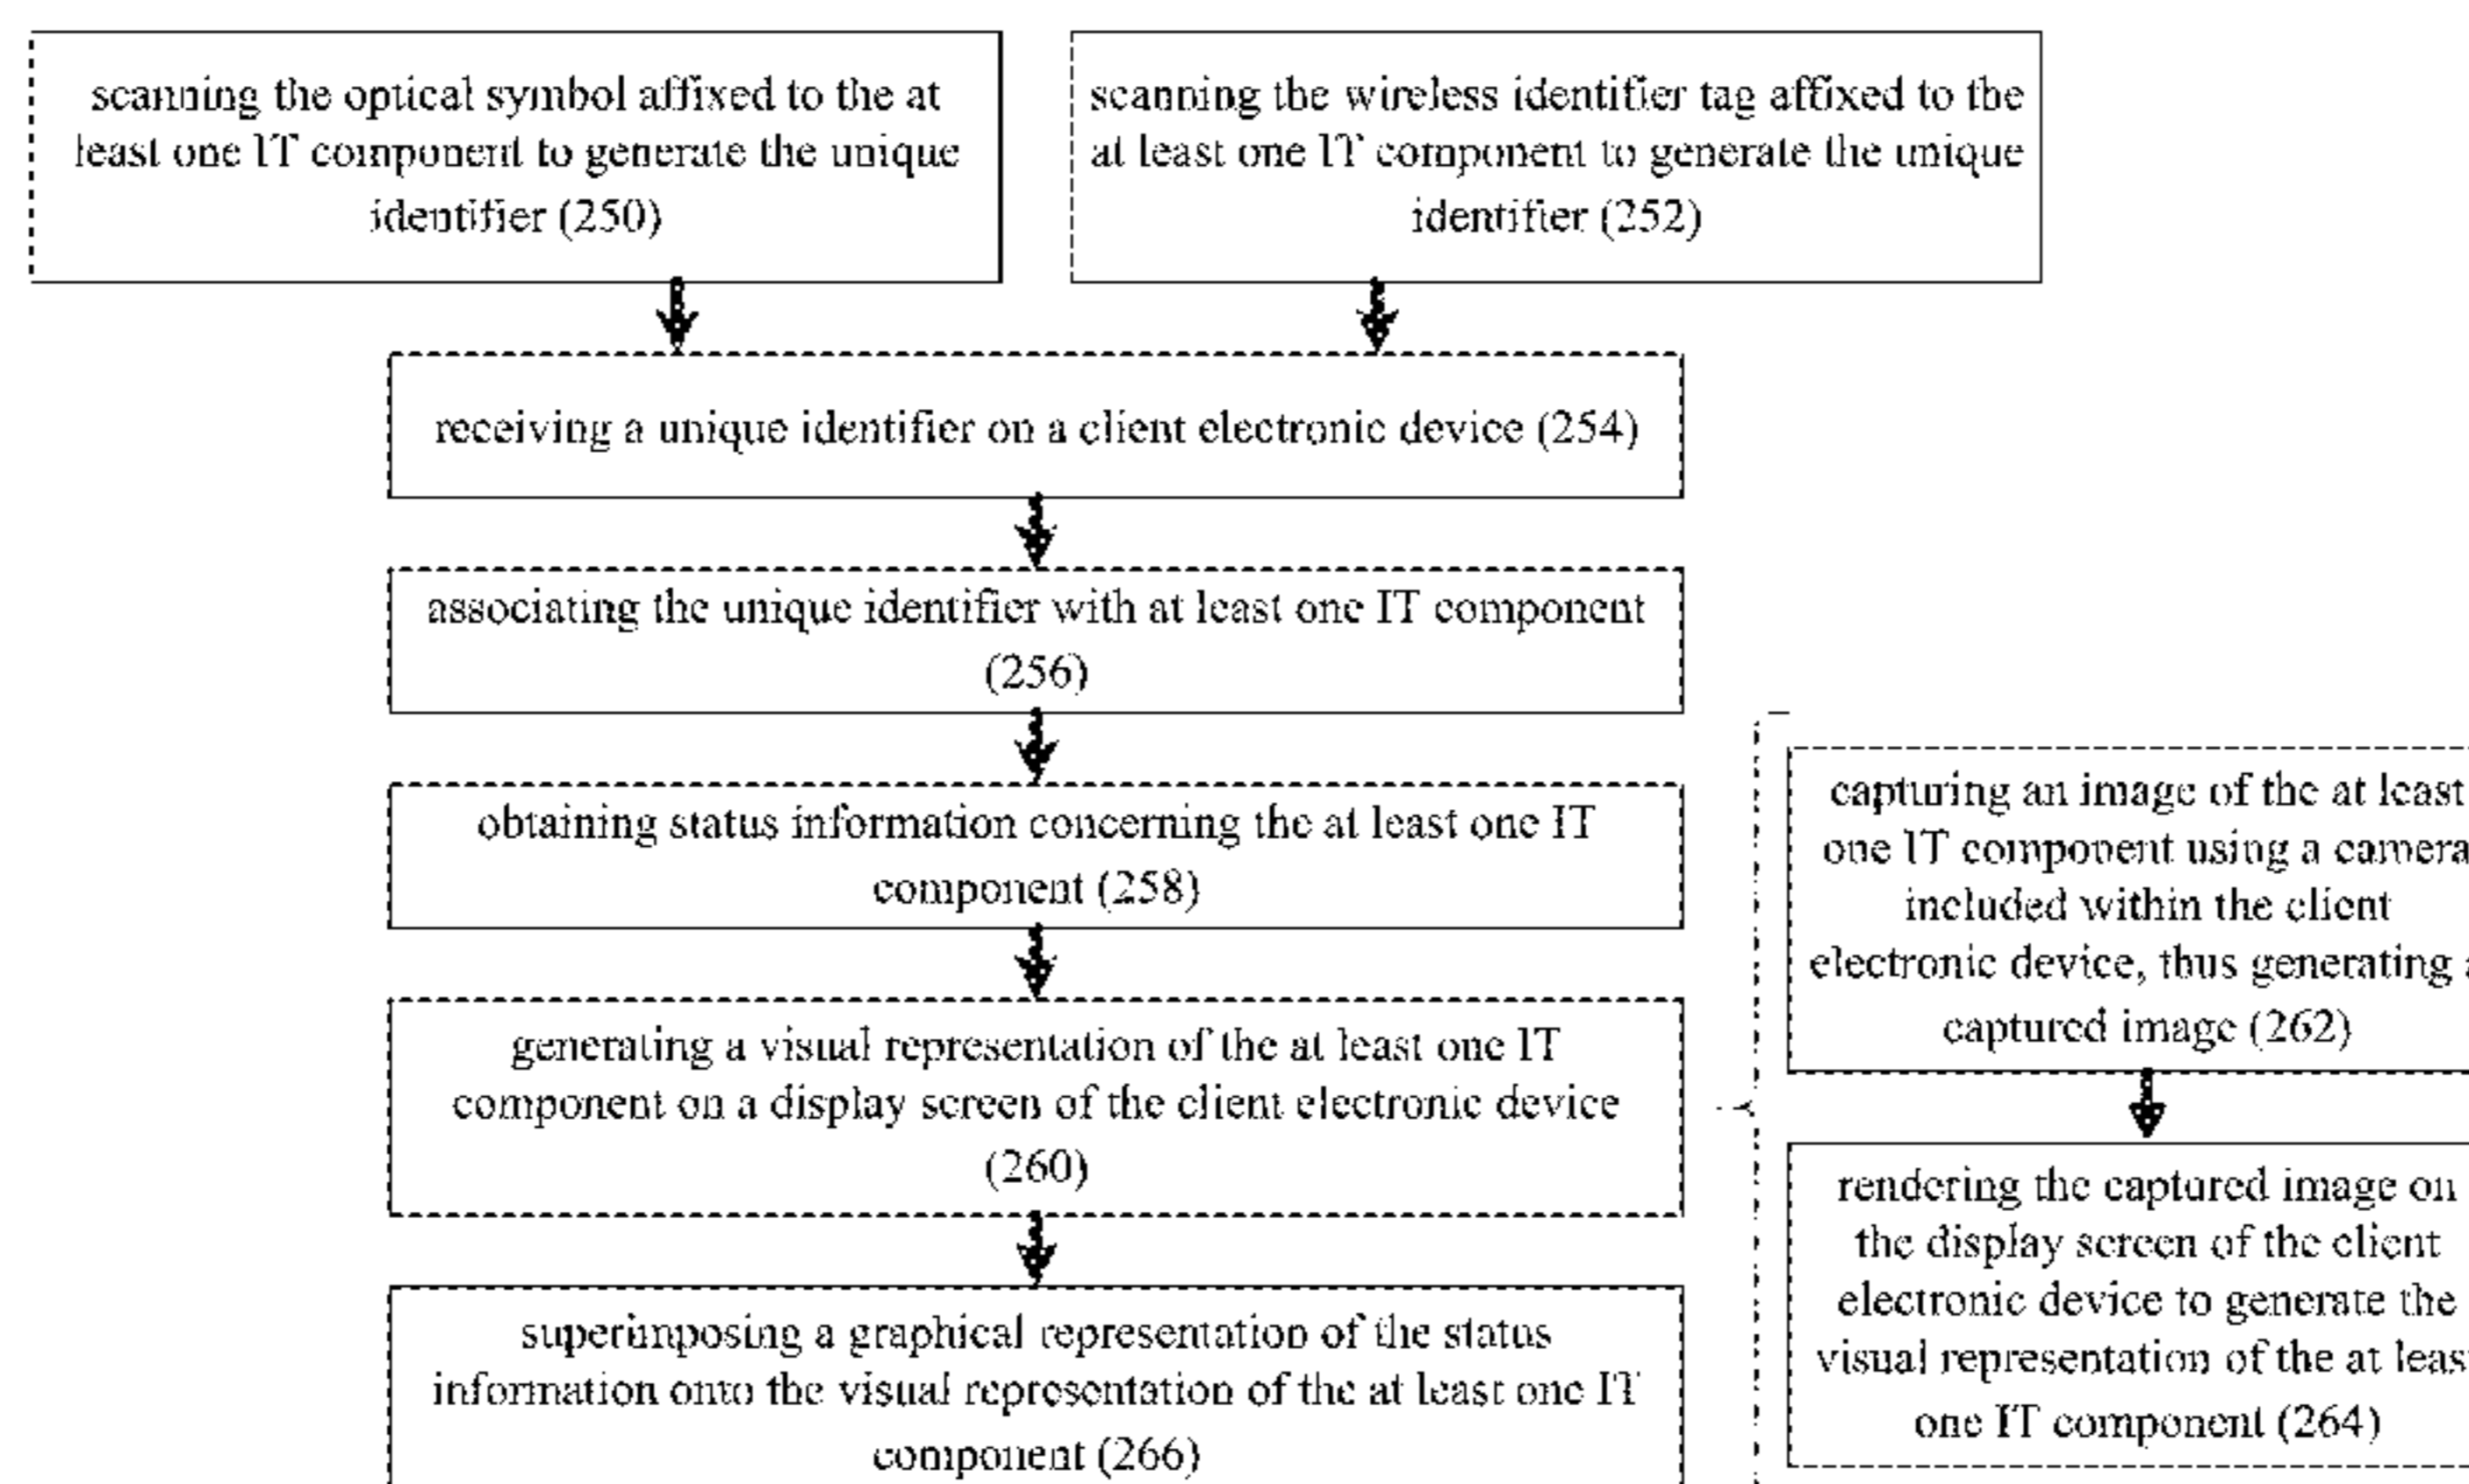 scanning the optical symbol affixed to the at
least one IT component to generate the unique
identifier (250)
scanning the wireless identifier tag affixed to the
at least one IT component to generate the unique
identifier (252)
receiving a unique identifier on a client electronic device (254)
associating the unique identifier with at least one IT component
(256)
obtaining status information concerning the at least one IT
component (258)
generating a visual representation of the at least one IT
component on a display screen of the client electronic device
(260)
superimposing a graphical representation of the status
information onto the visual representation of the at least one IT
component (266)
capturing an image of the at least
one IT component using a camera
included within the client
electronic device, thus generating a
captured image (262)
rendering the captured image on
the display screen of the client
electronic device to generate the
visual representation of the at least
one IT component (264)